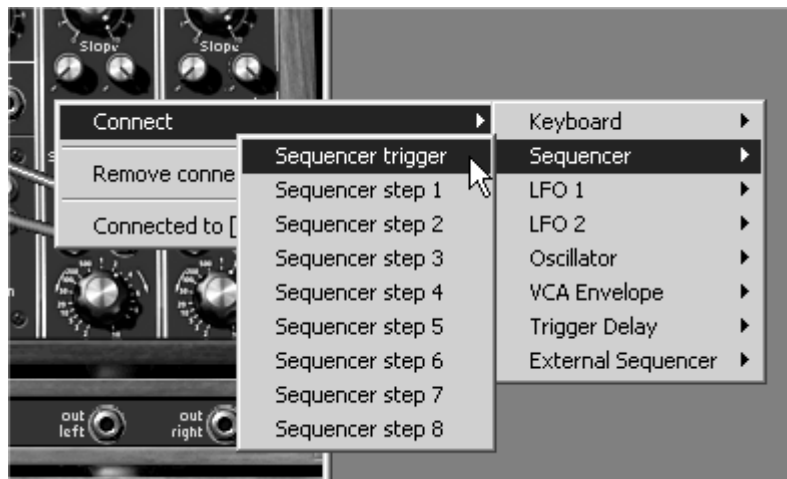 Slope
Slope
Connect
Remove conne
Connected to [
Keyboard
Sequencer
LFO 1
LFO 2
Oscillator
VCA Envelope
Trigger Delay
External Sequencer
Sequencer trigger
Sequencer step 1
Sequencer step 2
Sequencer step 3
Sequencer step 4
Sequencer step 5
Sequencer step 6
Sequencer step 7
Sequencer step 8
out
left
out
right